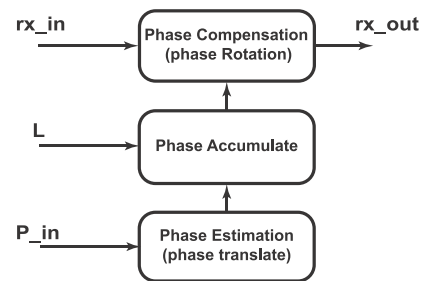 rx_in
rx_out
Phase Compensation
(phase Rotation)
L
Phase Accumulate
P_in
Phase Estimation
(phase translate)